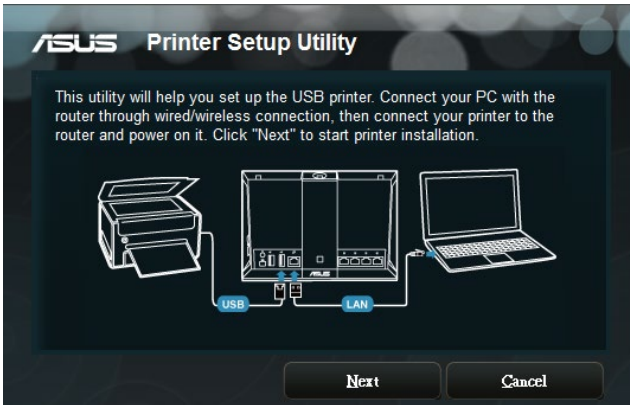 ASUS Printer Setup Utility
This utility will help you set up the USB printer. Connect your PC with the
router through wired/wireless connection, then connect your printer to the
router and power on it. Click "Next" to start printer installation.
ASUS
USB
LAN
Next Cancel